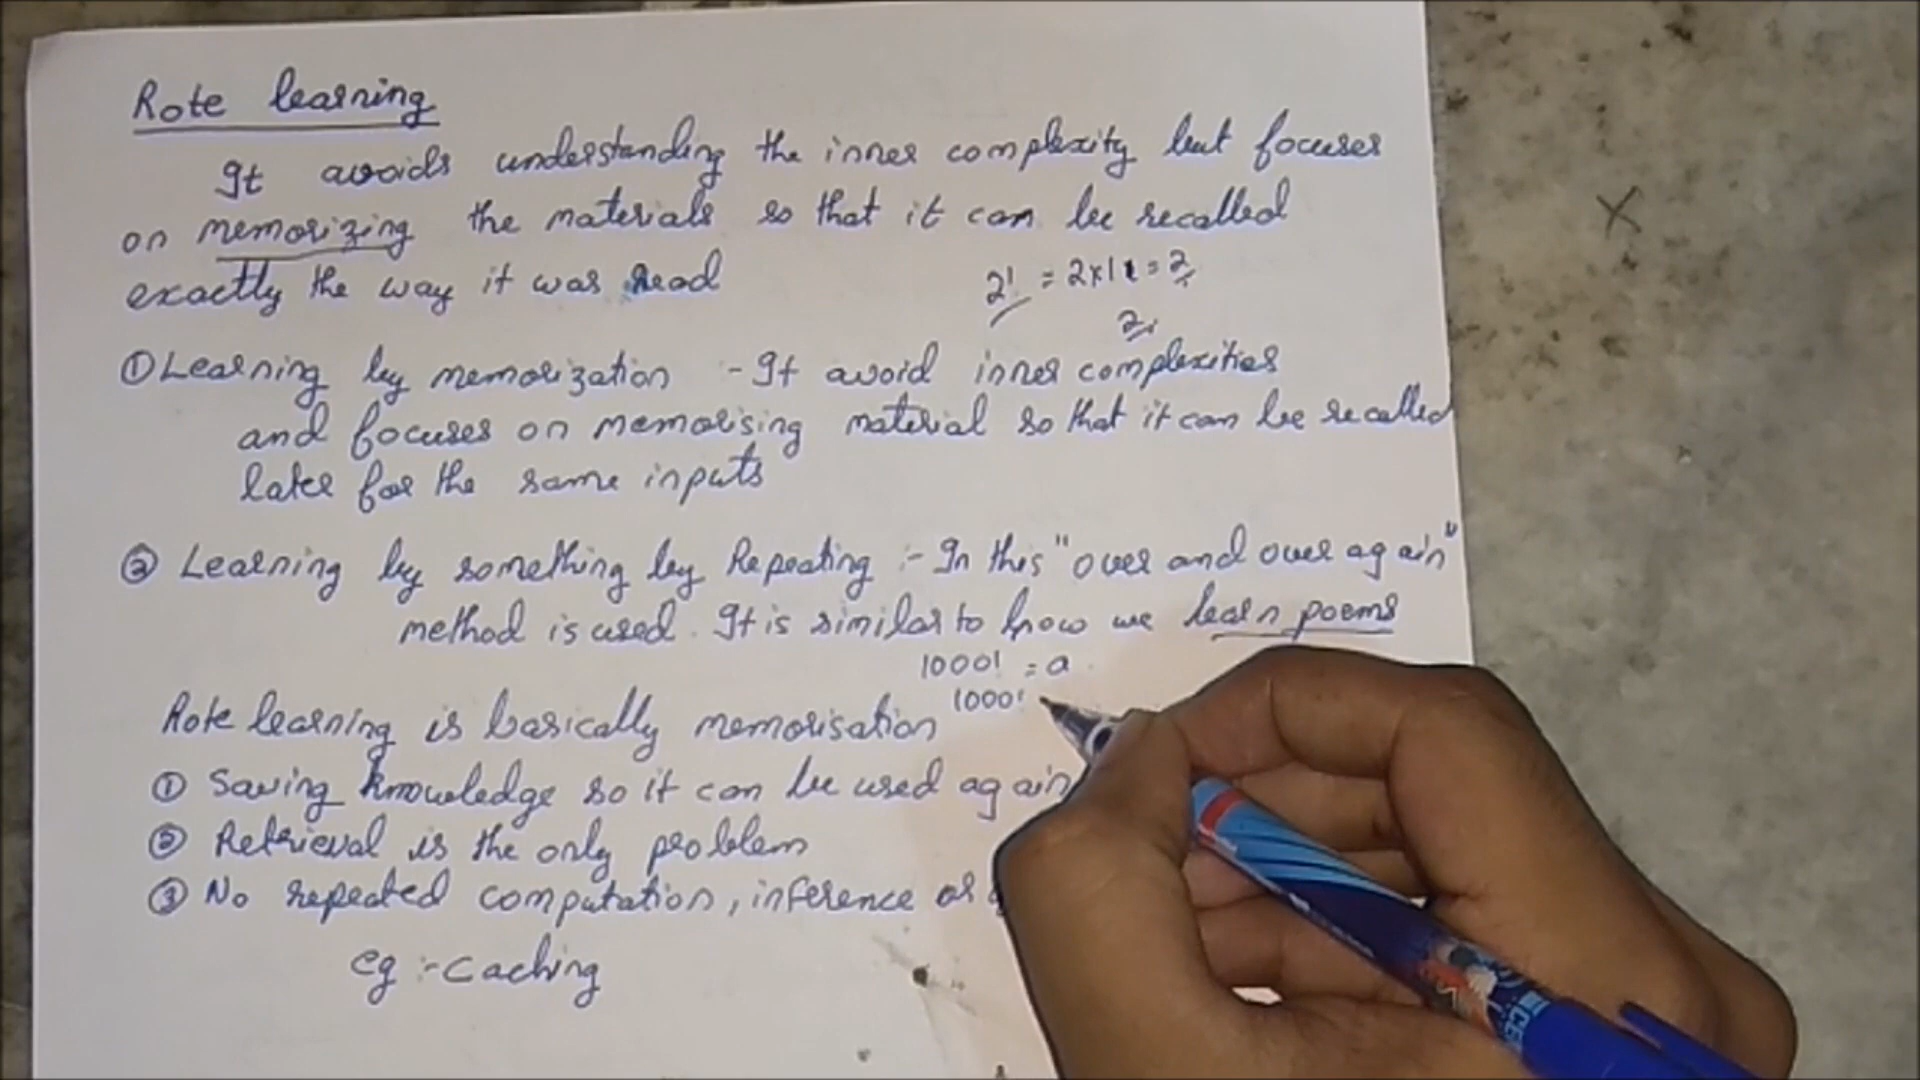 Rote learning
It avoids understanding the inner complexity but focuses
on memorizing the materials so that it can be recalled
exactly the way it was read
2! = 2x1 = 2
2
① Learning by memorization :- It avoid inner complexities
and focuses on memorising material so that it can be recalled
later for the same inputs
② Learning by something by Repeating :- In this "over and over again"
method is used. It is similar to know we learn poems
1000! = a
1000!
Rote learning is basically memorisation
① Saving knowledge so it can be used again
② Retrieval is the only problem
③ No repeated computation, inference or
eg :- Caching